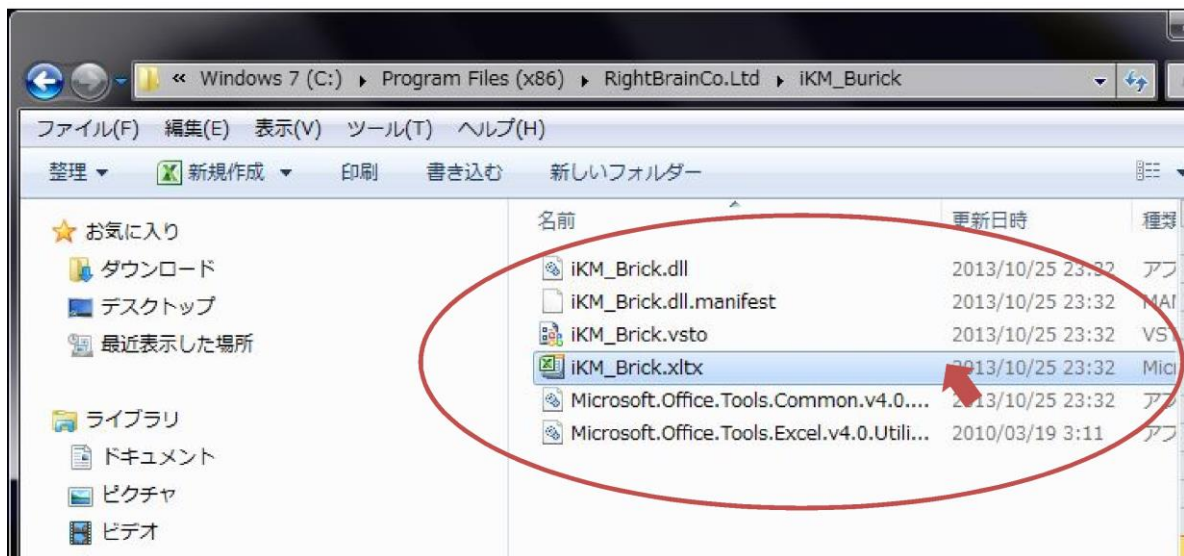 « Windows 7 (C:) ▸ Program Files (x86) ▸ RightBrainCo.Ltd ▸ iKM_Burick
ファイル(F) 編集(E) 表示(V) ツール(T) ヘルプ(H)
整理 ▼ 新規作成 ▼ 印刷 書き込む 新しいフォルダー
名前 更新日時 種類
お気に入り
ダウンロード
デスクトップ
最近表示した場所
ライブラリ
ドキュメント
ピクチャ
ビデオ
iKM_Brick.dll 2013/10/25 23:32 アプ
iKM_Brick.dll.manifest 2013/10/25 23:32 MAN
iKM_Brick.vsto 2013/10/25 23:32 VST
iKM_Brick.xltx 2013/10/25 23:32 Micr
Microsoft.Office.Tools.Common.v4.0.... 2013/10/25 23:32 アプ
Microsoft.Office.Tools.Excel.v4.0.Utili... 2010/03/19 3:11 アプ